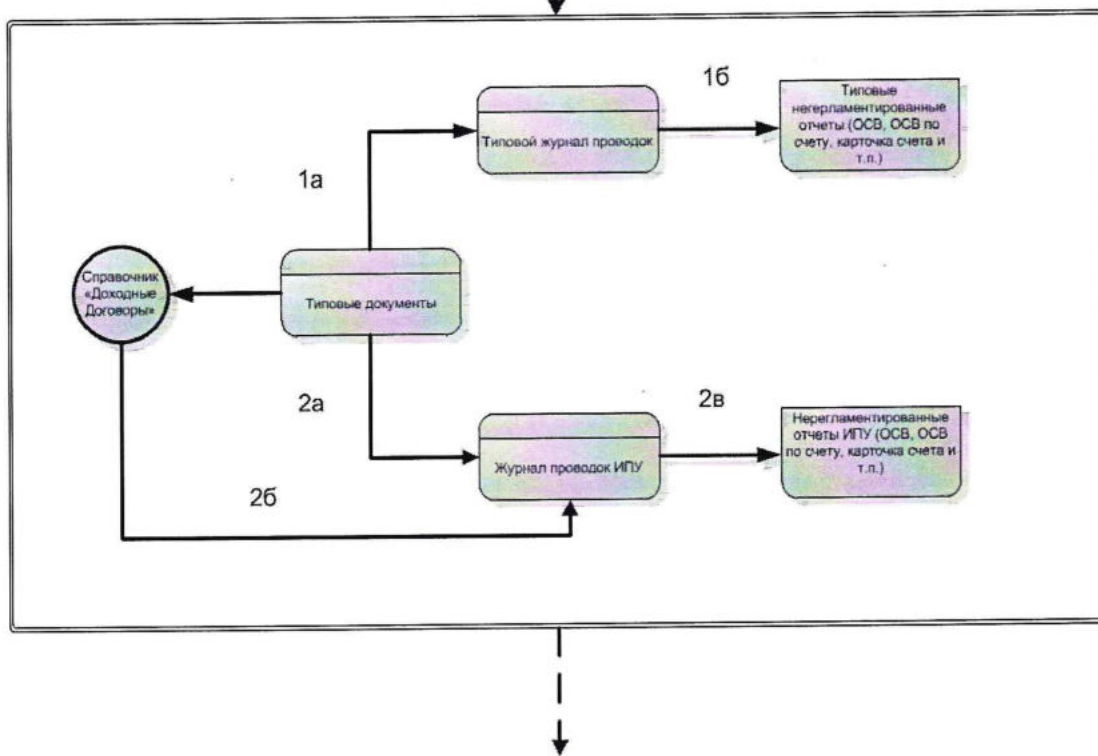 1б
Типовой журнал проводок
Типовые
негерламентированные
отчеты (ОСВ, ОСВ по
счету, карточка счета и
т.п.)
1а
Справочник
«Доходные
Договоры»
Типовые документы
2а
2в
Журнал проводок ИПУ
Нерегламентированные
отчеты ИПУ (ОСВ, ОСВ
по счету, карточка счета и
т.п.)
2б